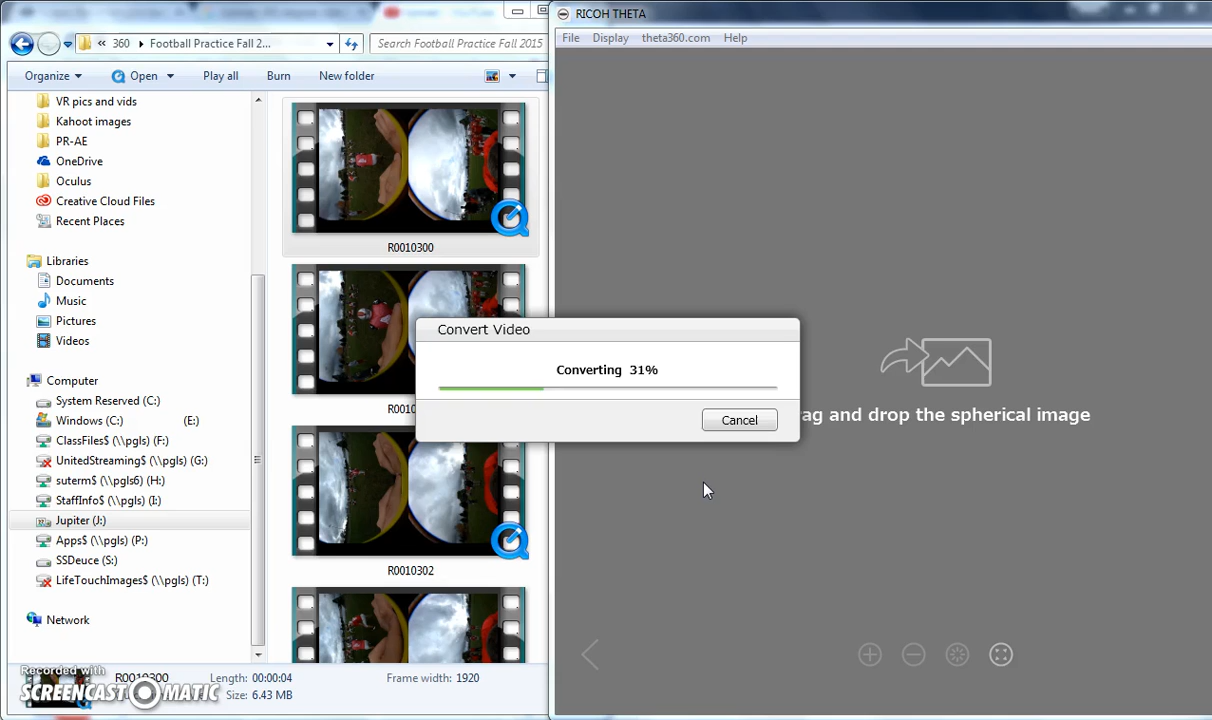 RICOH THETA
« 360 ▸ Football Practice Fall 2...
Search Football Practice Fall 2015
File Display theta360.com Help
Organize Open Play all Burn New folder
VR pics and vids
Kahoot images
PR-AE
OneDrive
Oculus
Creative Cloud Files
Recent Places
Libraries
Documents
Music
Pictures
Videos
Computer
System Reserved (C:)
Windows (C:) (E:)
ClassFiles$ (\\pgls) (F:)
UnitedStreaming$ (\\pgls) (G:)
suterm$ (\\pgls6) (H:)
StaffInfo$ (\\pgls) (I:)
Jupiter (J:)
Apps$ (\\pgls) (P:)
SSDeuce (S:)
LifeTouchImages$ (\\pgls) (T:)
Network
R0010300
R0010
R0010302
Convert Video
Converting 31%
Cancel
ag and drop the spherical image
R0010300 Length: 00:00:04 Frame width: 1920
Size: 6.43 MB
Recorded with
SCREENCAST MATIC